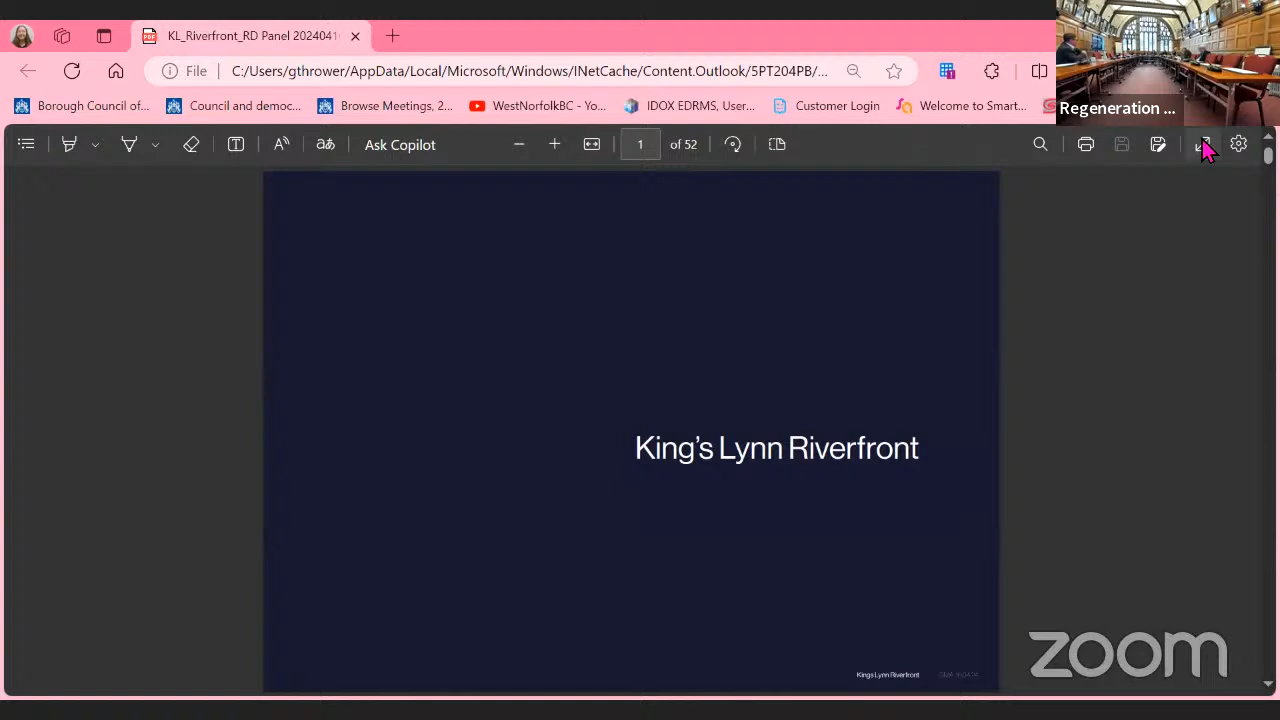 KL_Riverfront_RD Panel 2024041
File C:/Users/gthrower/AppData/Local/Microsoft/Windows/INetCache/Content.Outlook/5PT204PB/...
Regeneration ...
Borough Council of... Council and democ... Browse Meetings, 2... WestNorfolkBC - Yo... IDOX EDRMS, User... Customer Login Welcome to Smart...
Ask Copilot 1 of 52
King's Lynn Riverfront
zoom
Kings Lynn Riverfront